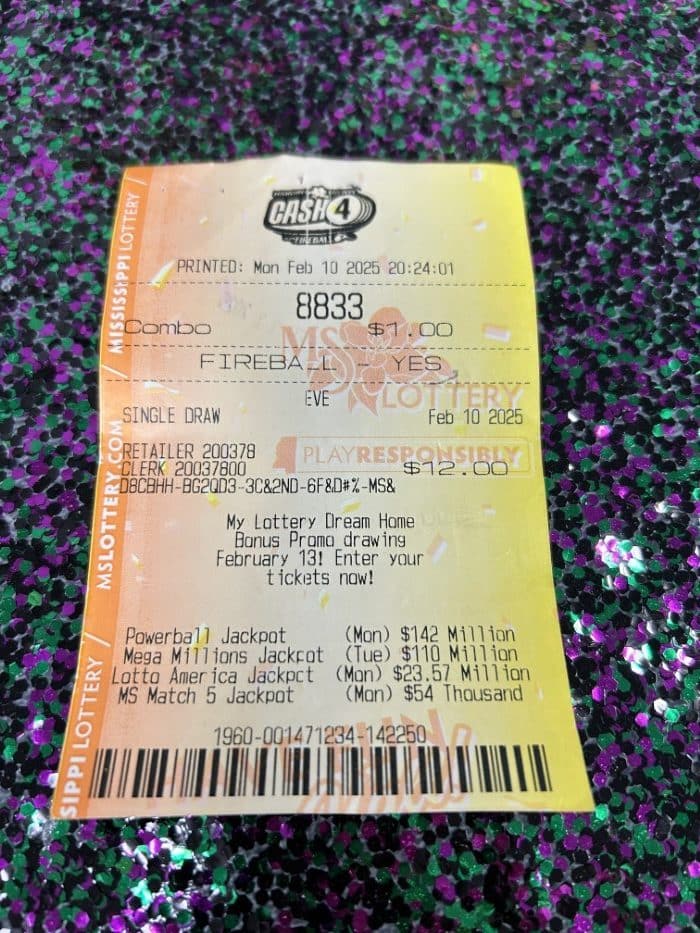 CASH 4
FIREBALL
PRINTED: Mon Feb 10 2025 20:24:01
8833
Combo $1.00
FIREBALL - YES
MS LOTTERY
EVE
SINGLE DRAW Feb 10 2025
RETAILER 200378
PLAY RESPONSIBLY
CLERK 20037800 $12.00
D8CBHH-BG2QD3-3C&2ND-6F&D#%-MS&
My Lottery Dream Home
Bonus Promo drawing
February 13! Enter your
tickets now!
Powerball Jackpot (Mon) $142 Million
Mega Millions Jackpot (Tue) $110 Million
Lotto America Jackpot (Mon) $23.57 Million
MS Match 5 Jackpot (Mon) $54 Thousand
1960-001471234-142250
MISSISSIPPI LOTTERY /
MSLOTTERY.COM /
SIPPI LOTTERY /